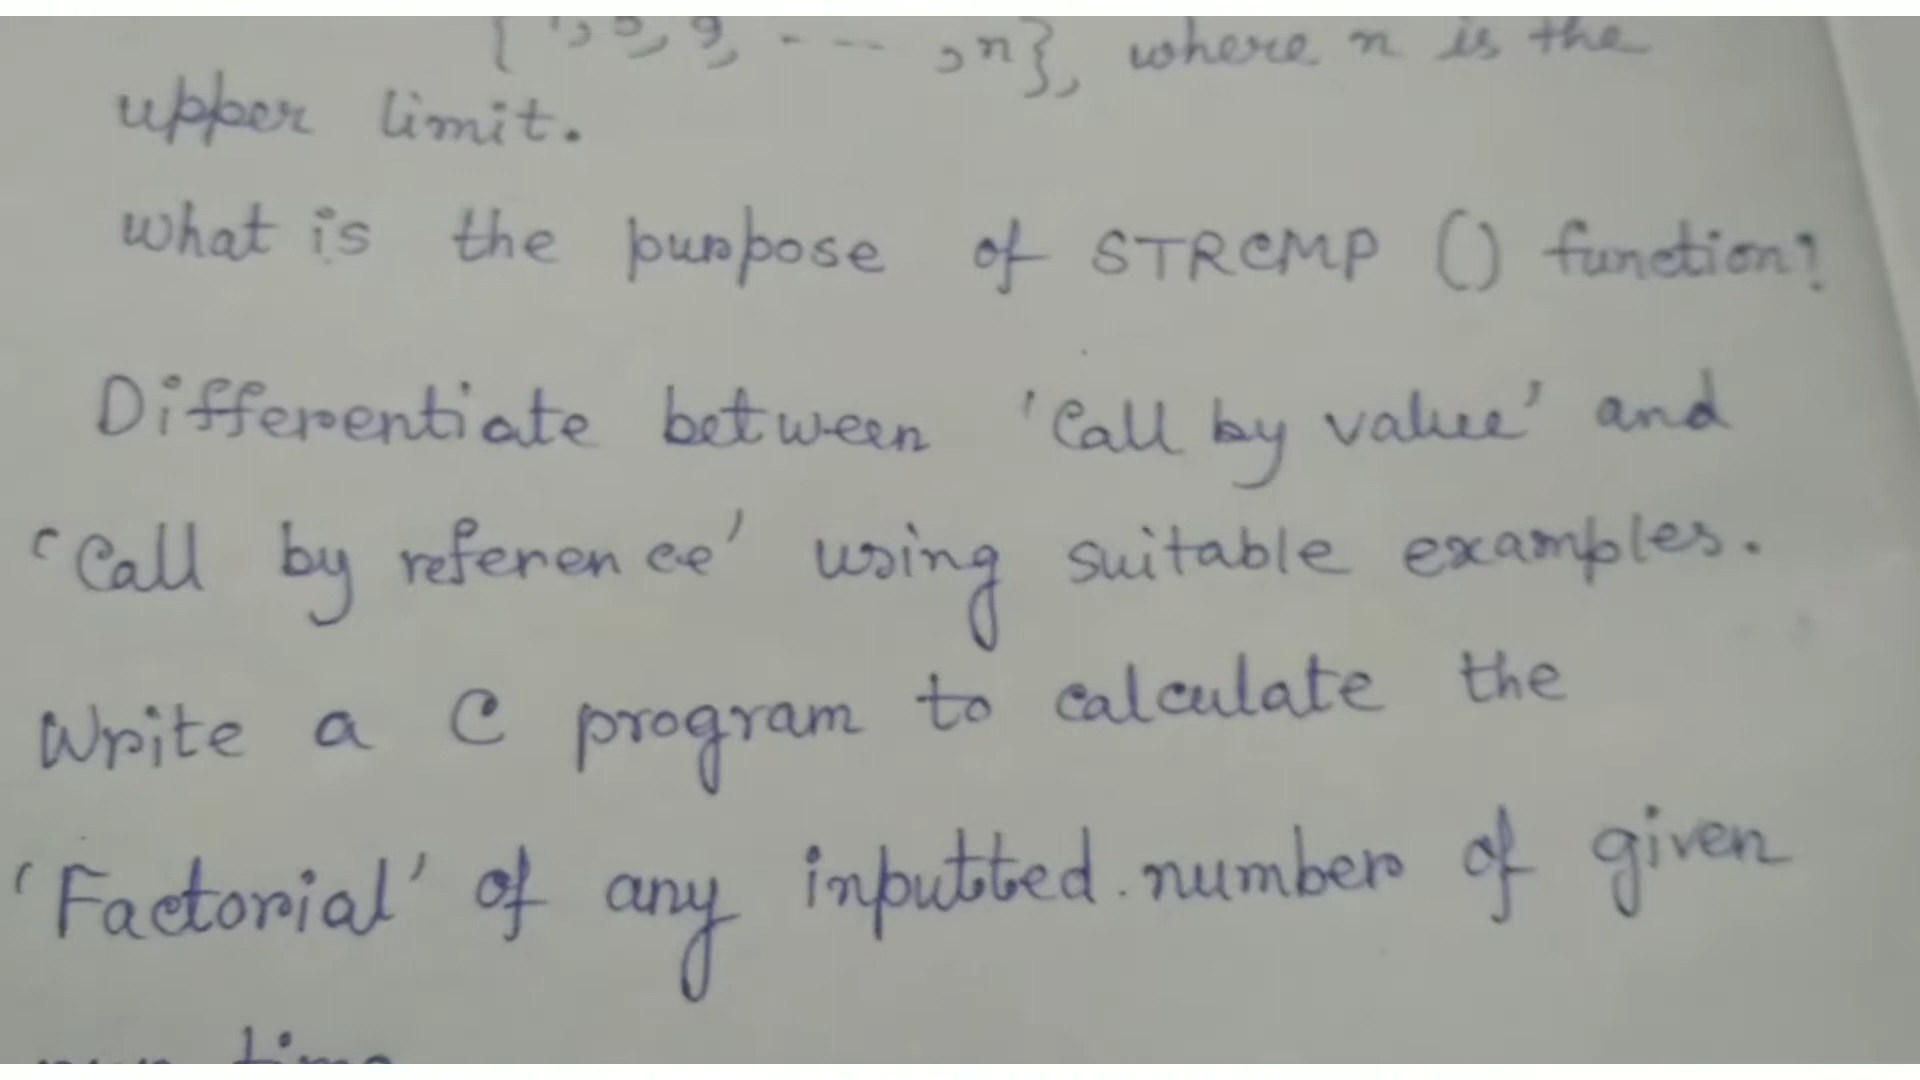 , n}, where n is the
upper limit.
what is the purpose of STRCMP () function?
Differentiate between 'Call by value' and
'Call by reference' using suitable examples.
Write a C program to calculate the
'Factorial' of any inputted number of given
time